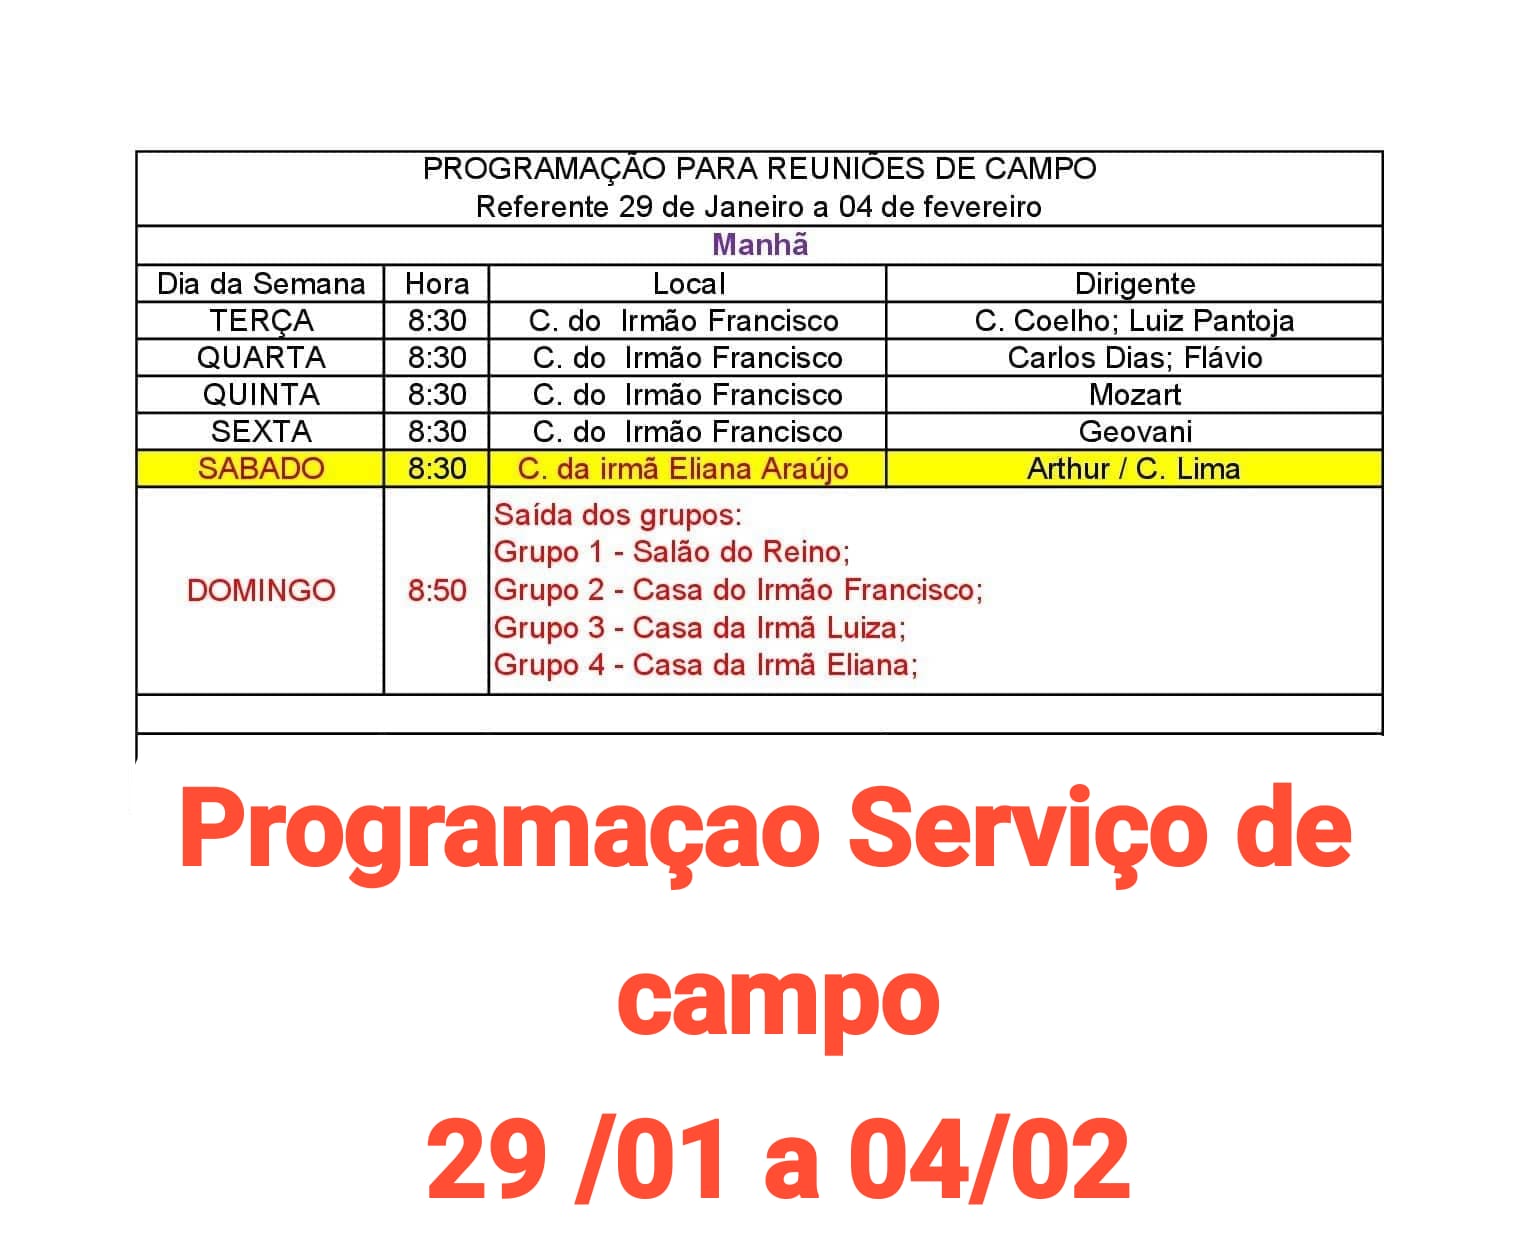 PROGRAMAÇÃO PARA REUNIÕES DE CAMPO
Referente 29 de Janeiro a 04 de fevereiro
Manhã
Dia da Semana Hora Local Dirigente
TERÇA 8:30 C. do Irmão Francisco C. Coelho; Luiz Pantoja
QUARTA 8:30 C. do Irmão Francisco Carlos Dias; Flávio
QUINTA 8:30 C. do Irmão Francisco Mozart
SEXTA 8:30 C. do Irmão Francisco Geovani
SABADO 8:30 C. da irmã Eliana Araújo Arthur / C. Lima
DOMINGO 8:50 Saída dos grupos:
Grupo 1 - Salão do Reino;
Grupo 2 - Casa do Irmão Francisco;
Grupo 3 - Casa da Irmã Luiza;
Grupo 4 - Casa da Irmã Eliana;
Programaçao Serviço de
campo
29 /01 a 04/02